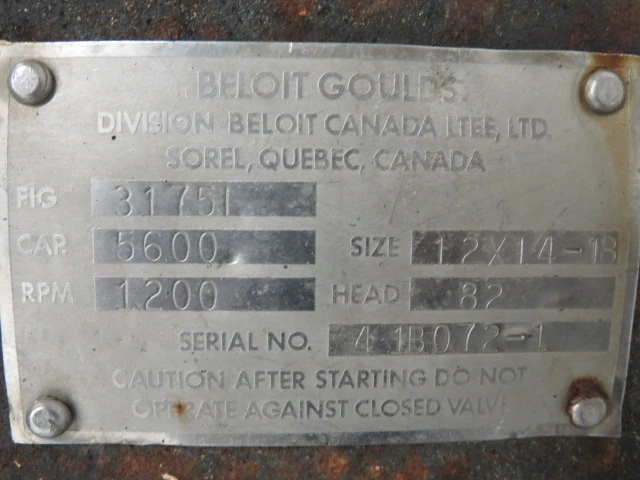 BELOIT GOULDS
DIVISION BELOIT CANADA LTEE, LTD.
SOREL, QUEBEC, CANADA
FIG 3175L
CAP. 5600 SIZE 12X14-18
RPM 1200 HEAD 82
SERIAL NO. 41B072-1
CAUTION AFTER STARTING DO NOT
OPERATE AGAINST CLOSED VALVE